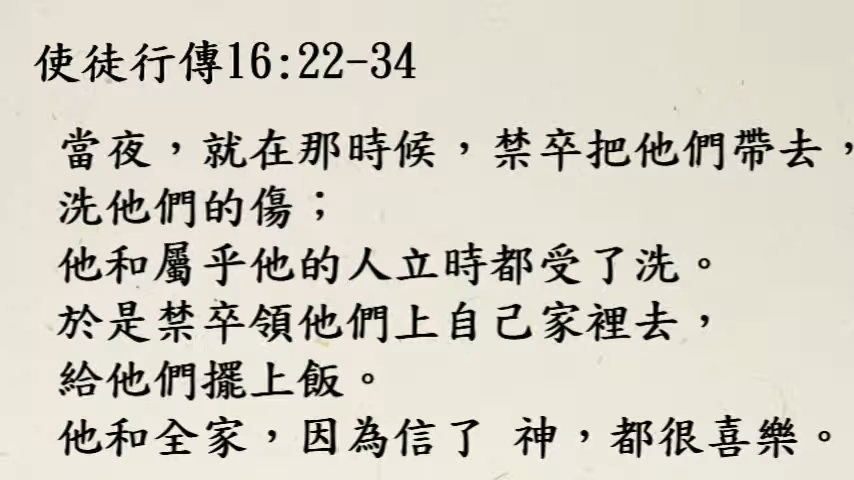 使徒行傳16:22-34
當夜，就在那時候，禁卒把他們帶去，
洗他們的傷；
他和屬乎他的人立時都受了洗。
於是禁卒領他們上自己家裡去，
給他們擺上飯。
他和全家，因為信了 神，都很喜樂。